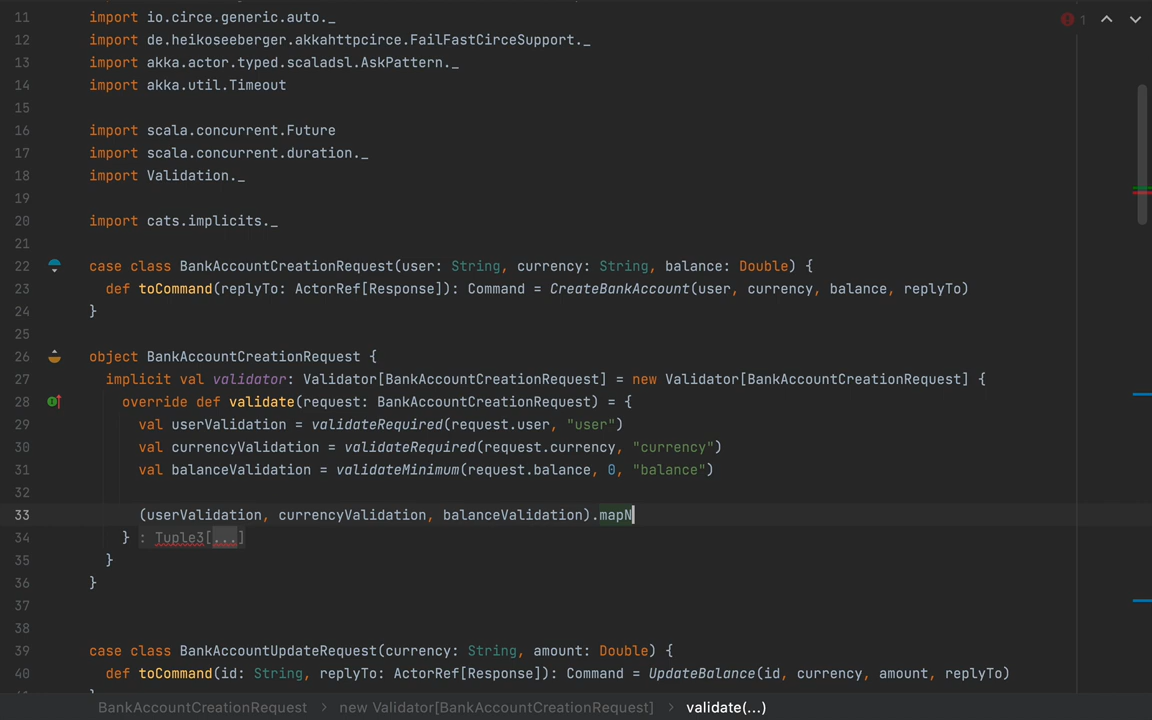 11 import io.circe.generic.auto._
12 import de.heikoseeberger.akkahttpcirce.FailFastCirceSupport._
13 import akka.actor.typed.scaladsl.AskPattern._
14 import akka.util.Timeout
15
16 import scala.concurrent.Future
17 import scala.concurrent.duration._
18 import Validation._
19
20 import cats.implicits._
21
22 case class BankAccountCreationRequest(user: String, currency: String, balance: Double) {
23 def toCommand(replyTo: ActorRef[Response]): Command = CreateBankAccount(user, currency, balance, replyTo)
24 }
25
26 object BankAccountCreationRequest {
27 implicit val validator: Validator[BankAccountCreationRequest] = new Validator[BankAccountCreationRequest] {
28 override def validate(request: BankAccountCreationRequest) = {
29 val userValidation = validateRequired(request.user, "user")
30 val currencyValidation = validateRequired(request.currency, "currency")
31 val balanceValidation = validateMinimum(request.balance, 0, "balance")
32
33 (userValidation, currencyValidation, balanceValidation).mapN
34 } : Tuple3[...]
35 }
36 }
37
38
39 case class BankAccountUpdateRequest(currency: String, amount: Double) {
40 def toCommand(id: String, replyTo: ActorRef[Response]): Command = UpdateBalance(id, currency, amount, replyTo)
1
BankAccountCreationRequest › new Validator[BankAccountCreationRequest] › validate(...)